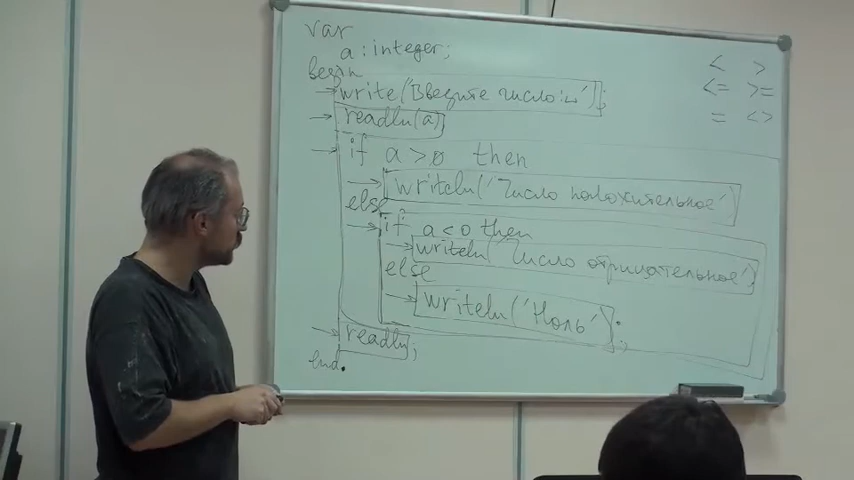 var
a : integer;
begin
write('Введите число: ');
readln(a);
if a > 0 then
writeln('Число положительное')
else
if a < 0 then
writeln('Число отрицательное')
else
writeln('Ноль');
readln;
end.
< >
<= >=
= <>